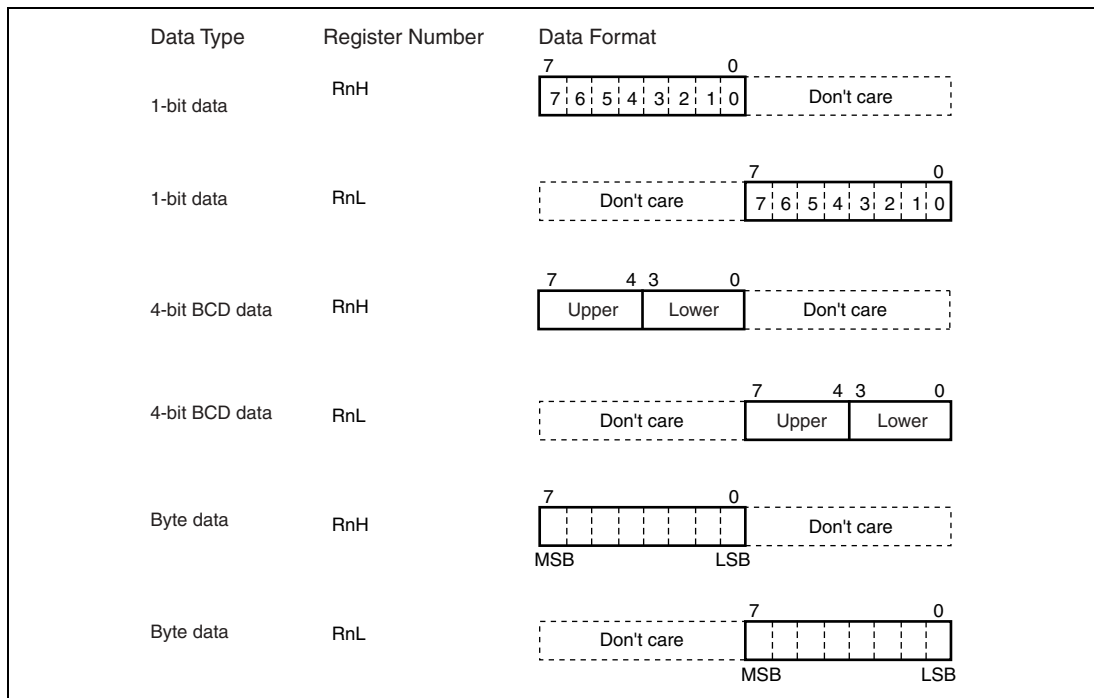 Data Type Register Number Data Format
7 0
1-bit data RnH 7 6 5 4 3 2 1 0 Don't care
7 0
1-bit data RnL Don't care 7 6 5 4 3 2 1 0
7 4 3 0
4-bit BCD data RnH Upper Lower Don't care
7 4 3 0
4-bit BCD data RnL Don't care Upper Lower
7 0
Byte data RnH Don't care
MSB LSB
7 0
Byte data RnL Don't care
MSB LSB